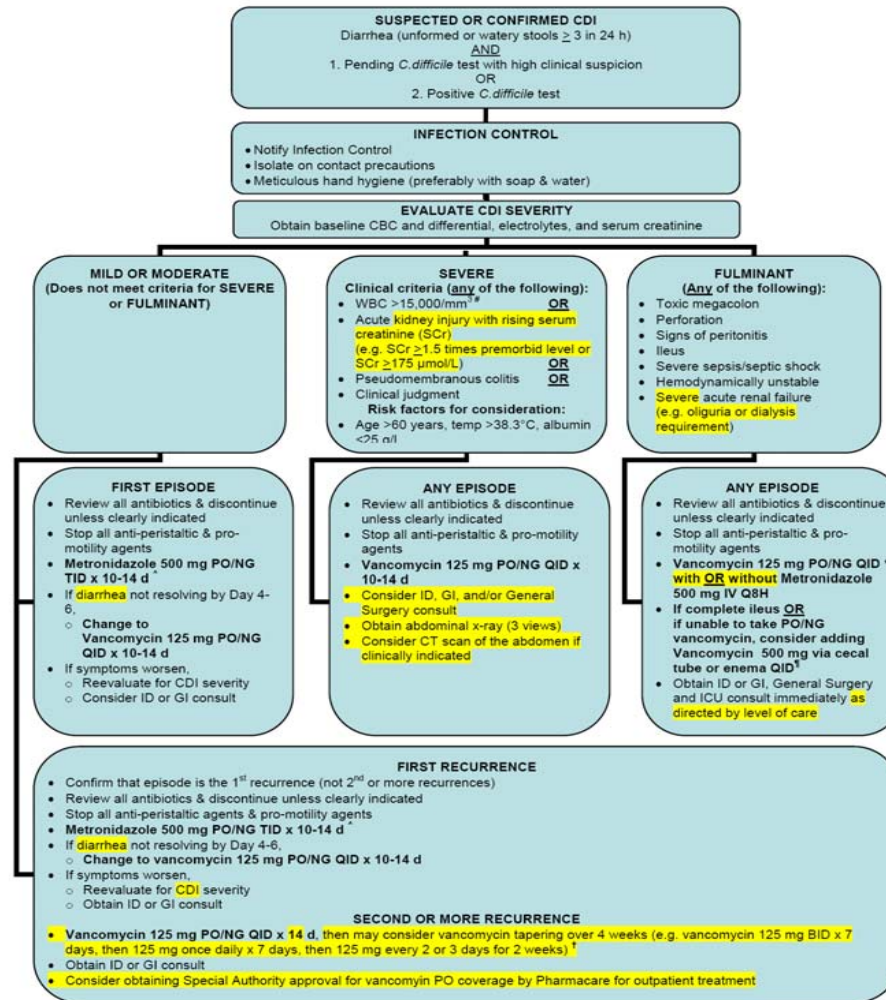 SUSPECTED OR CONFIRMED CDI
Diarrhea (unformed or watery stools > 3 in 24 h)
AND
1. Pending C.difficile test with high clinical suspicion
OR
2. Positive C.difficile test
INFECTION CONTROL
• Notify Infection Control
• Isolate on contact precautions
• Meticulous hand hygiene (preferably with soap & water)
EVALUATE CDI SEVERITY
Obtain baseline CBC and differential, electrolytes, and serum creatinine
MILD OR MODERATE
(Does not meet criteria for SEVERE
or FULMINANT)
SEVERE
Clinical criteria (any of the following):
• WBC >15,000/mm³ # OR
• Acute kidney injury with rising serum
creatinine (SCr)
(e.g. SCr >1.5 times premorbid level or
SCr >175 µmol/L) OR
• Pseudomembranous colitis OR
• Clinical judgment
Risk factors for consideration:
• Age >60 years, temp >38.3°C, albumin
<25 g/l
FULMINANT
(Any of the following):
• Toxic megacolon
• Perforation
• Signs of peritonitis
• Ileus
• Severe sepsis/septic shock
• Hemodynamically unstable
• Severe acute renal failure
(e.g. oliguria or dialysis
requirement)
FIRST EPISODE
• Review all antibiotics & discontinue
unless clearly indicated
• Stop all anti-peristaltic & pro-
motility agents
• Metronidazole 500 mg PO/NG
TID x 10-14 d ^
• If diarrhea not resolving by Day 4-
6,
o Change to
Vancomycin 125 mg PO/NG
QID x 10-14 d
• If symptoms worsen,
o Reevaluate for CDI severity
o Consider ID or GI consult
ANY EPISODE
• Review all antibiotics & discontinue
unless clearly indicated
• Stop all anti-peristaltic & pro-motility
agents
• Vancomycin 125 mg PO/NG QID x
10-14 d
• Consider ID, GI, and/or General
Surgery consult
• Obtain abdominal x-ray (3 views)
• Consider CT scan of the abdomen if
clinically indicated
ANY EPISODE
• Review all antibiotics & discontinue
unless clearly indicated
• Stop all anti-peristaltic & pro-
motility agents
• Vancomycin 125 mg PO/NG QID
with OR without Metronidazole
500 mg IV Q8H
• If complete ileus OR
if unable to take PO/NG
vancomycin, consider adding
Vancomycin 500 mg via cecal
tube or enema QID¶
• Obtain ID or GI, General Surgery
and ICU consult immediately as
directed by level of care
FIRST RECURRENCE
• Confirm that episode is the 1st recurrence (not 2nd or more recurrences)
• Review all antibiotics & discontinue unless clearly indicated
• Stop all anti-peristaltic agents & pro-motility agents
• Metronidazole 500 mg PO/NG TID x 10-14 d ^
• If diarrhea not resolving by Day 4-6,
o Change to vancomycin 125 mg PO/NG QID x 10-14 d
• If symptoms worsen,
o Reevaluate for CDI severity
o Obtain ID or GI consult
SECOND OR MORE RECURRENCE
• Vancomycin 125 mg PO/NG QID x 14 d, then may consider vancomycin tapering over 4 weeks (e.g. vancomycin 125 mg BID x 7
days, then 125 mg once daily x 7 days, then 125 mg every 2 or 3 days for 2 weeks) †
• Obtain ID or GI consult
• Consider obtaining Special Authority approval for vancomyin PO coverage by Pharmacare for outpatient treatment